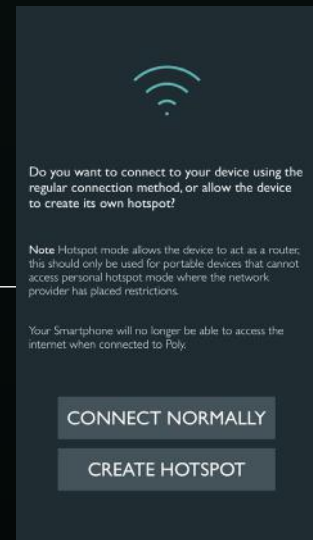 Do you want to connect to your device using the
regular connection method, or allow the device
to create its own hotspot?
Note Hotspot mode allows the device to act as a router,
this should only be used for portable devices that cannot
access personal hotspot mode where the network
provider has placed restrictions.
Your Smartphone will no longer be able to access the
internet when connected to Poly.
CONNECT NORMALLY
CREATE HOTSPOT